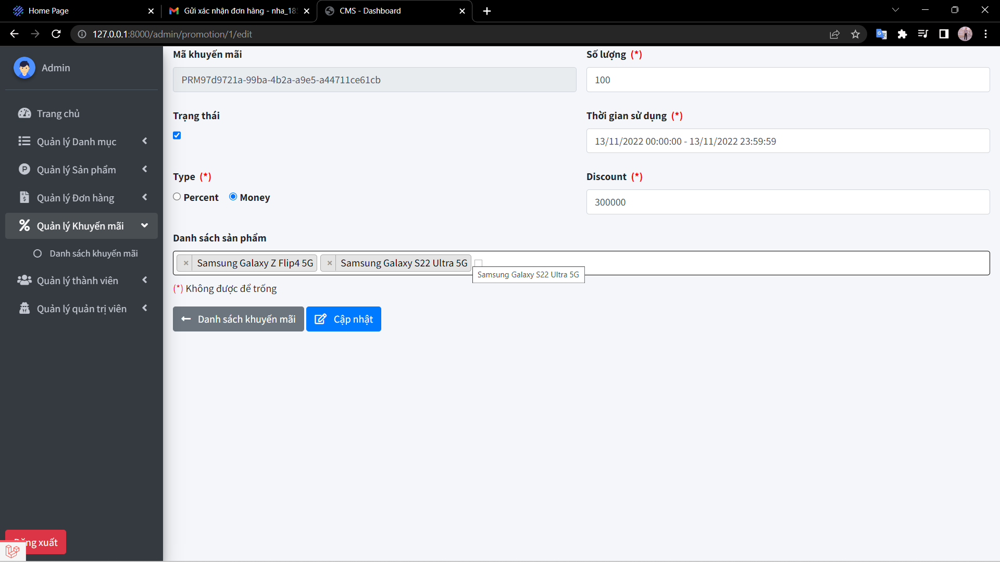 Home Page
Gửi xác nhận đơn hàng - nha_18
CMS - Dashboard
127.0.0.1:8000/admin/promotion/1/edit
Admin
Trang chủ
Quản lý Danh mục
Quản lý Sản phẩm
Quản lý Đơn hàng
Quản lý Khuyến mãi
Danh sách khuyến mãi
Quản lý thành viên
Quản lý quản trị viên
Đăng xuất
Mã khuyến mãi
PRM97d9721a-99ba-4b2a-a9e5-a44711ce61cb
Số lượng (*)
100
Trạng thái
Thời gian sử dụng (*)
13/11/2022 00:00:00 - 13/11/2022 23:59:59
Type (*)
Percent Money
Discount (*)
300000
Danh sách sản phẩm
× Samsung Galaxy Z Flip4 5G × Samsung Galaxy S22 Ultra 5G
Samsung Galaxy S22 Ultra 5G
(*) Không được để trống
Danh sách khuyến mãi Cập nhật